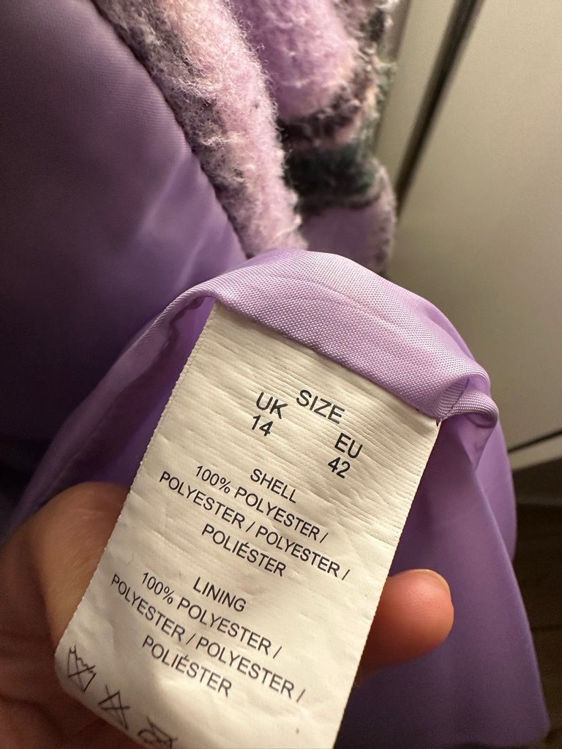 SIZE
UK EU
14 42
SHELL
100% POLYESTER /
POLYESTER / POLYESTER /
POLIÉSTER
LINING
100% POLYESTER /
POLYESTER / POLYESTER /
POLIÉSTER